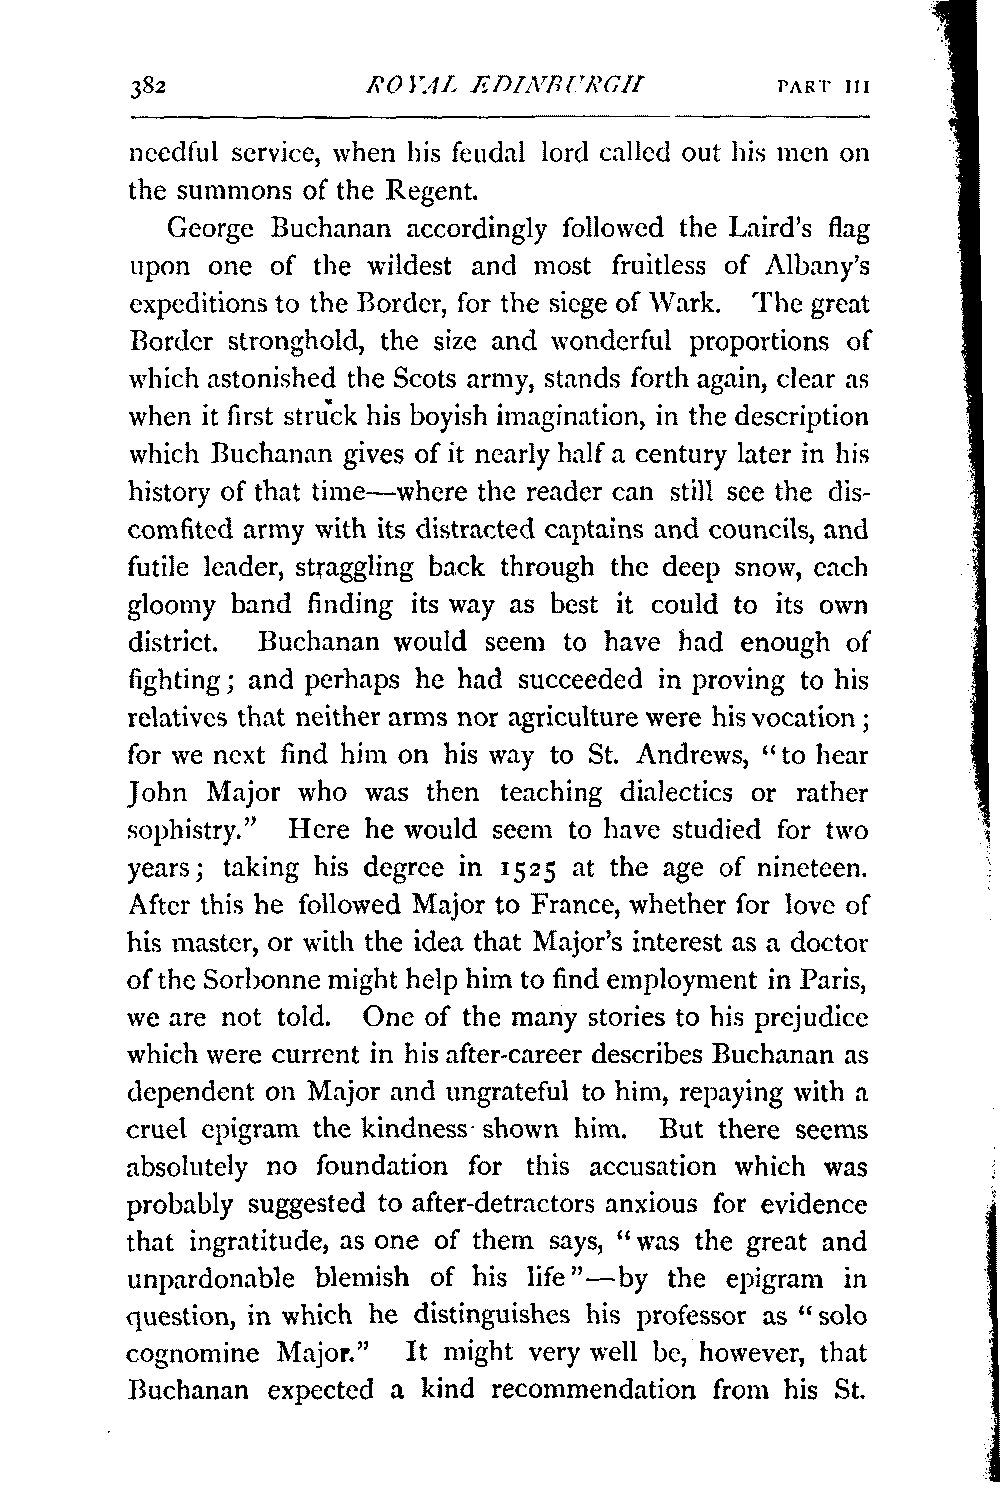 382 ROYAL EDINBURGH PART III
needful service, when his feudal lord called out his men on
the summons of the Regent.
George Buchanan accordingly followed the Laird's flag
upon one of the wildest and most fruitless of Albany's
expeditions to the Border, for the siege of Wark. The great
Border stronghold, the size and wonderful proportions of
which astonished the Scots army, stands forth again, clear as
when it first struck his boyish imagination, in the description
which Buchanan gives of it nearly half a century later in his
history of that time—where the reader can still see the dis-
comfited army with its distracted captains and councils, and
futile leader, straggling back through the deep snow, each
gloomy band finding its way as best it could to its own
district. Buchanan would seem to have had enough of
fighting; and perhaps he had succeeded in proving to his
relatives that neither arms nor agriculture were his vocation;
for we next find him on his way to St. Andrews, "to hear
John Major who was then teaching dialectics or rather
sophistry." Here he would seem to have studied for two
years; taking his degree in 1525 at the age of nineteen.
After this he followed Major to France, whether for love of
his master, or with the idea that Major's interest as a doctor
of the Sorbonne might help him to find employment in Paris,
we are not told. One of the many stories to his prejudice
which were current in his after-career describes Buchanan as
dependent on Major and ungrateful to him, repaying with a
cruel epigram the kindness shown him. But there seems
absolutely no foundation for this accusation which was
probably suggested to after-detractors anxious for evidence
that ingratitude, as one of them says, "was the great and
unpardonable blemish of his life"—by the epigram in
question, in which he distinguishes his professor as "solo
cognomine Major." It might very well be, however, that
Buchanan expected a kind recommendation from his St.